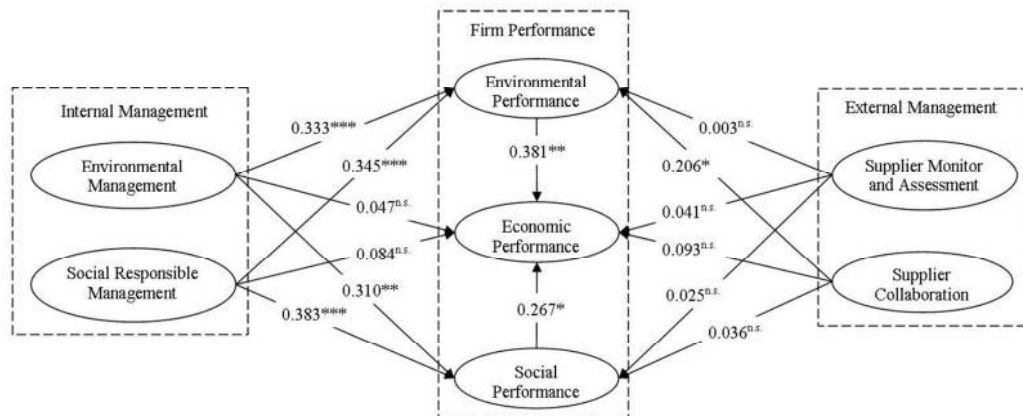 Firm Performance
Environmental
Performance
Internal Management
External Management
0.333***
0.003n.s.
Environmental
Management
0.345***
0.381**
0.206*
Supplier Monitor
and Assessment
0.047n.s.
0.041n.s.
Economic
Performance
0.084n.s.
0.093n.s.
Social Responsible
Management
Supplier
Collaboration
0.310**
0.025n.s.
0.383***
0.267*
0.036n.s.
Social
Performance